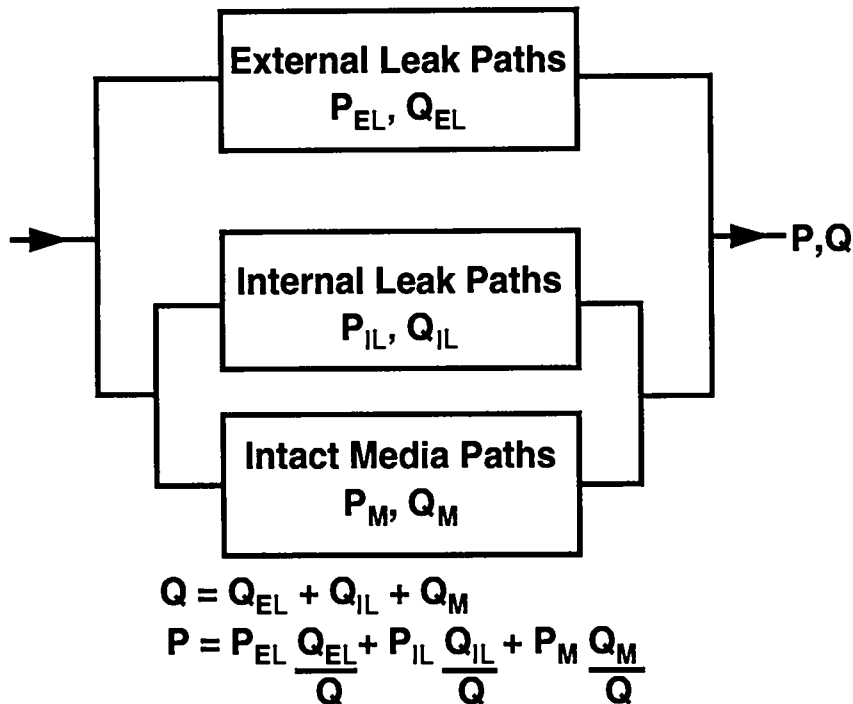 External Leak Paths
P_EL, Q_EL
P,Q
Internal Leak Paths
P_IL, Q_IL
Intact Media Paths
P_M, Q_M
Q = Q_EL + Q_IL + Q_M
P = P_EL Q_EL/Q + P_IL Q_IL/Q + P_M Q_M/Q